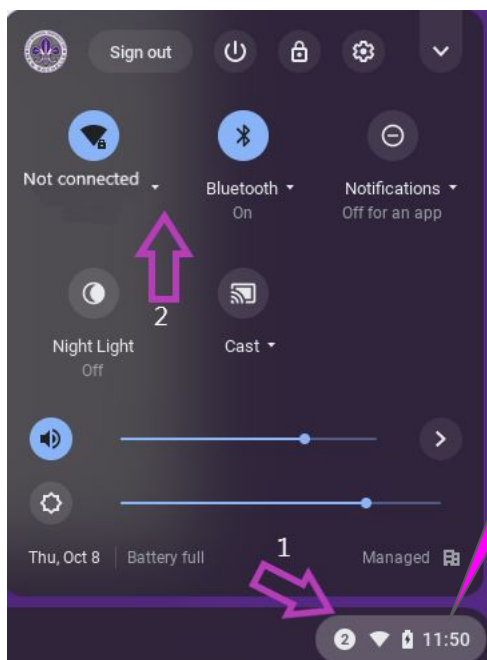 Sign out
Not connected
Bluetooth
Notifications
On
Off for an app
2
Night Light
Cast
Off
1
Thu, Oct 8 Battery full Managed
2 11:50